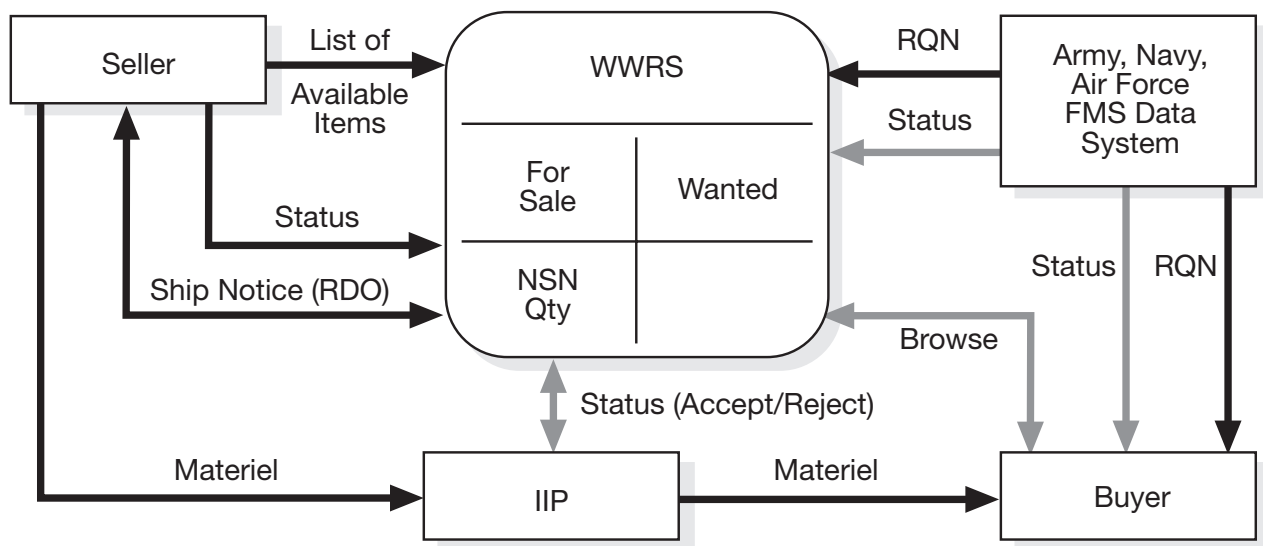 Seller
List of
Available
Items
WWRS
RQN
Army, Navy,
Air Force
FMS Data
System
Status
For
Sale
Wanted
Status
Status
RQN
NSN
Qty
Ship Notice (RDO)
Browse
Status (Accept/Reject)
Materiel
IIP
Materiel
Buyer